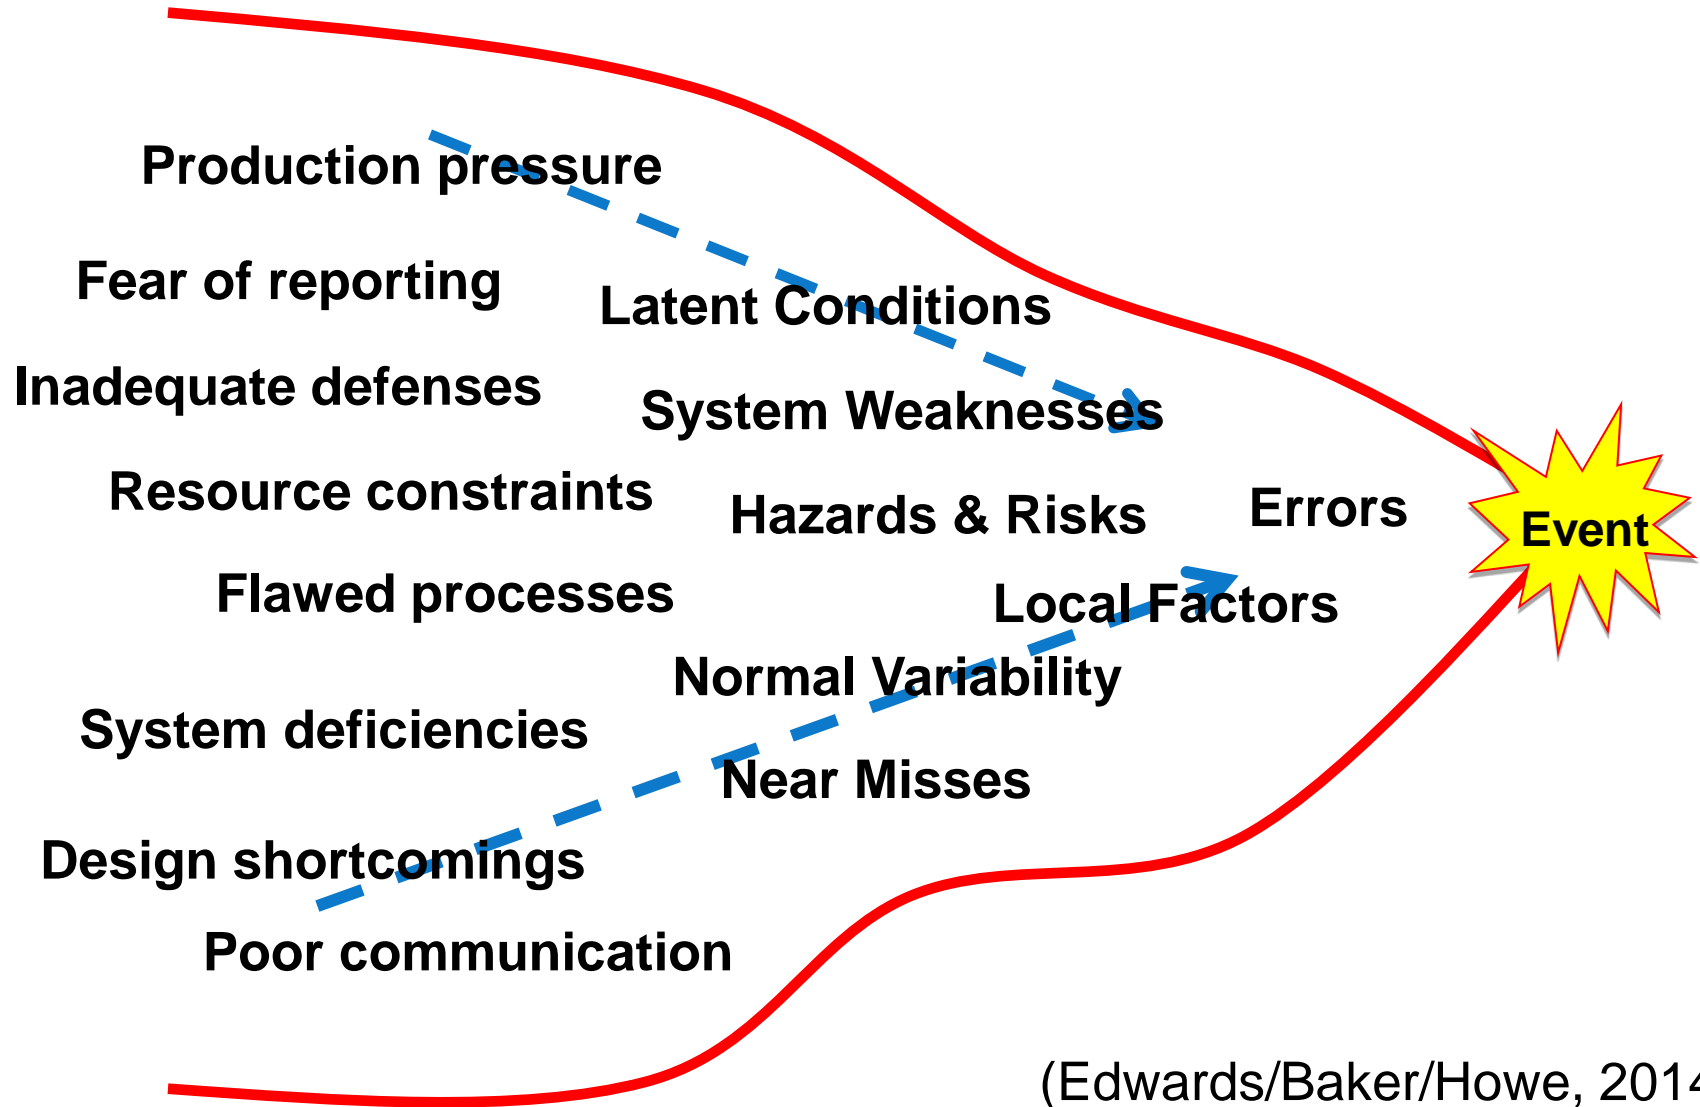 Production pressure
Fear of reporting
Latent Conditions
Inadequate defenses
System Weaknesses
Resource constraints
Hazards & Risks
Errors
Event
Flawed processes
Local Factors
Normal Variability
System deficiencies
Near Misses
Design shortcomings
Poor communication
(Edwards/Baker/Howe, 2014